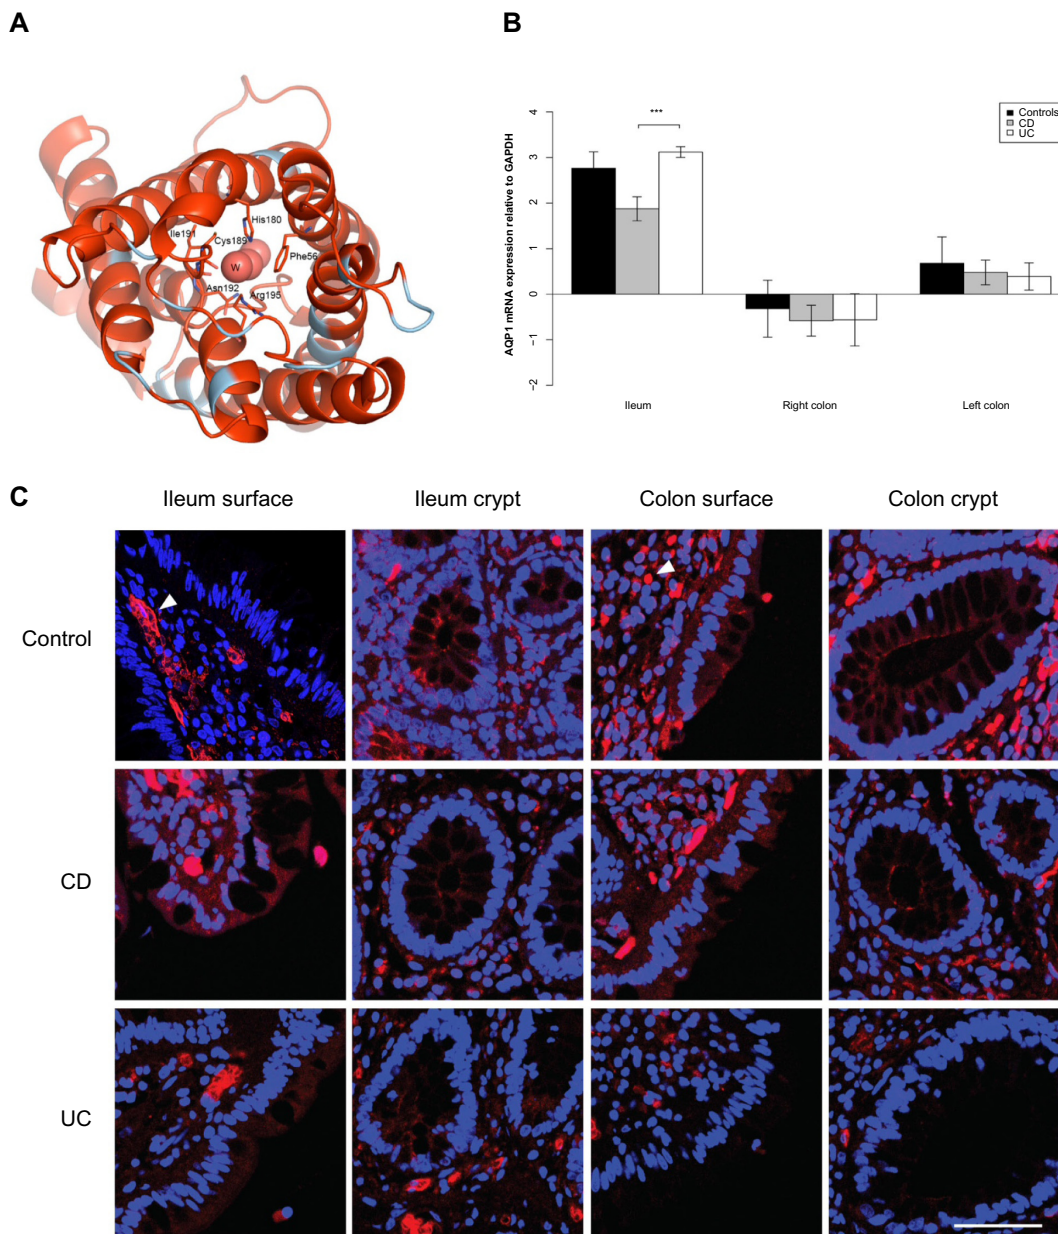 A
B
Ile191
His180
Cys189
Phe56
W
Asn192
Arg195
AQP1 mRNA expression relative to GAPDH
4
3
2
1
0
−1
−2
***
Controls
CD
UC
Ileum
Right colon
Left colon
C
Ileum surface
Ileum crypt
Colon surface
Colon crypt
Control
CD
UC